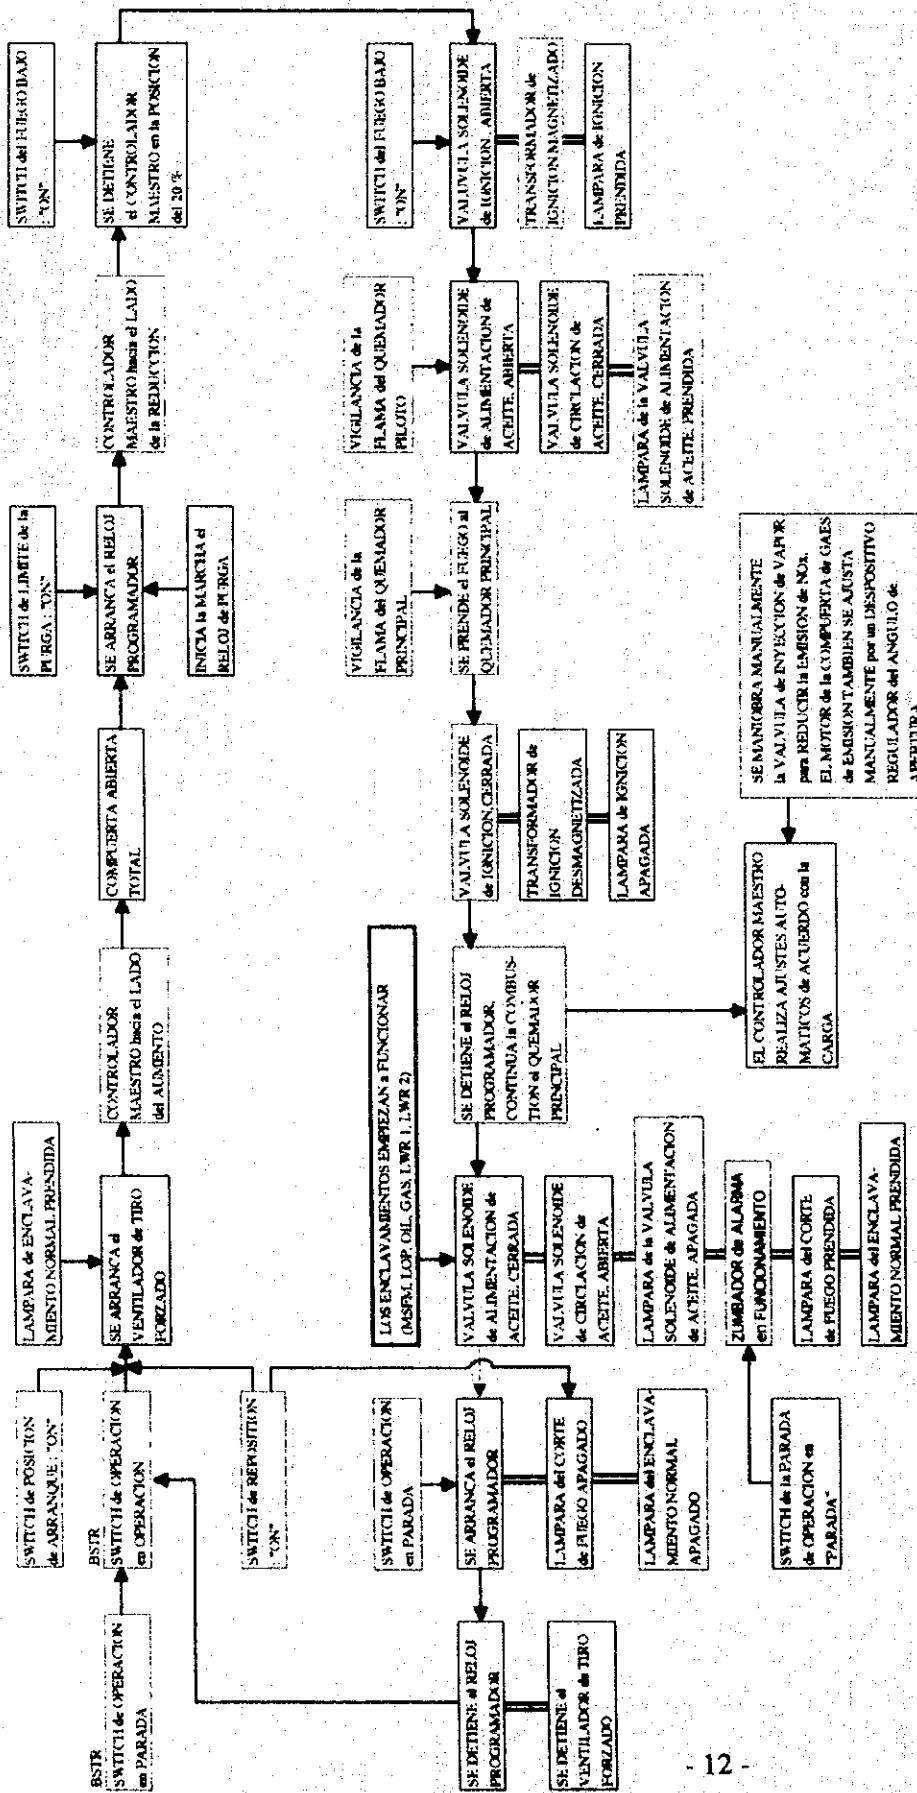 BSTR
SWITCH de OPERACION
en PARADA
SWITCH de POSICION
de ARRANQUE : "ON"
BSTR
SWITCH de OPERACION
en OPERACION
SWITCH de REPOSITION
: "ON"
LAMPARA de ENCLAVA-
MIENTO NORMAL PRENDIDA
SE ARRANCA el
VENTILADOR de TIRO
FORZADO
CONTROLADOR
MAESTRO hacia el LADO
del AUMENTO
COMPUERTA ABIERTA
TOTAL
SWITCH de LIMITE de la
PURGA : "ON"
SE ARRANCA el RELOJ
PROGRAMADOR
INICIA la MARCHA el
RELOJ de PURGA
CONTROLADOR
MAESTRO hacia el LADO
de la REDUCCION
SWITCH del FUEGO BAJO
: "ON"
SE DETIENE
el CONTROLADOR
MAESTRO en la POSICION
del 20 %
SWITCH del FUEGO BAJO
: "ON"
VALUVULA SOLENOIDE
de IGNICION, ABIERTA
TRANSFORMADOR de
IGNICION MAGNETIZADO
LAMPARA de IGNICION
PRENDIDA
VIGILANCIA de la
FLAMA del QUEMADOR
PILOTO
VALVULA SOLENOIDE
de ALIMENTACION de
ACEITE, ABIERTA
VALVULA SOLENOIDE
de CIRCLACION de
ACEITE, CERRADA
LAMPARA de la VALVULA
SOLENOIDE de ALIMENTACION
de ACEITE, PRENDIDA
VIGILANCIA de la
FLAMA del QUEMADOR
PRINCIPAL
SE PRENDE el FUEGO al
QUEMADOR PRINCIPAL
VALVULA SOLENOIDE
de IGNICION, CERRADA
TRANSFORMADOR de
IGNICION
DESMAGNETIZADA
LAMPARA de IGNICION
APAGADA
SE DETIENE el RELOJ
PROGRAMADOR,
CONTINUA la COMBUS-
TION el QUEMADOR
PRINCIPAL
LOS ENCLAVAMIENTOS EMPIEZAN a FUNCIONAR
(MSFM, LOP, OIL, GAS, LWR 1, LWR 2)
VALVULA SOLENOIDE
de ALIMENTACION de
ACEITE, CERRADA
VALVULA SOLENOIDE
de CIRCLACION de
ACEITE, ABIERTA
LAMPARA de la VALVULA
SOLENOIDE de ALIMENTACION
de ACEITE, APAGADA
ZUMBADOR de ALARMA
en FUNCIONAMIENTO
LAMPARA del CORTE
de FUEGO PRENDIDA
LAMPARA del ENCLAVA-
MIENTO NORMAL PRENDIDA
SWITCH de OPERACION
en PARADA
SE ARRANCA el RELOJ
PROGRAMADOR
LAMPARA del CORTE
de FUEGO APAGADO
LAMPARA del ENCLAVA-
MIENTO NORMAL
APAGADO
SWITCH de la PARADA
de OPERACION en
"PARADA"
SE DETIENE el RELOJ
PROGRAMADOR
SE DETIENE el
VENTILADOR de TIRO
FORZADO
EL CONTROLADOR MAESTRO
REALIZA AJUSTES AUTO-
MATICOS de ACUERDO con la
CARGA
SE MANIOBRA MANUALMENTE
la VALVULA de INYECCION de VAPOR
para REDUCIR la EMISION de NOx.
EL MOTOR de la COMPUERTA de GAES
de EMISION TAMBIEN SE AJUSTA
MANUALMENTE por un DESPOSITIVO
REGULADOR del ANGULO de
APERTURA
- 12 -